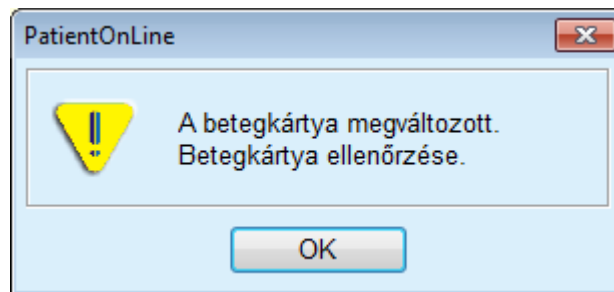 PatientOnLine
A betegkártya megváltozott.
Betegkártya ellenőrzése.
OK